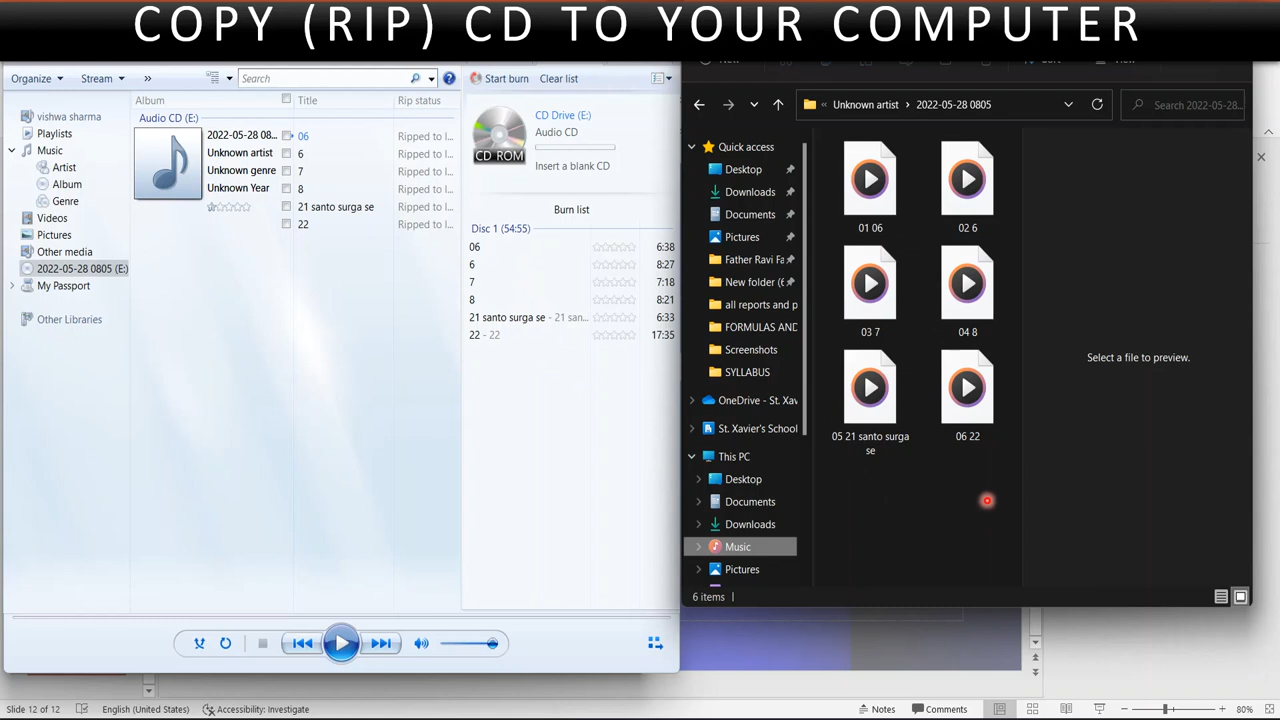 COPY (RIP) CD TO YOUR COMPUTER
Organize Stream » Search ?
vishwa sharma
Playlists
Music
Artist
Album
Genre
Videos
Pictures
Other media
2022-05-28 0805 (E:)
My Passport
Other Libraries
Album Title Rip status
Audio CD (E:)
2022-05-28 08... 06 Ripped to l...
Unknown artist 6 Ripped to l...
Unknown genre 7 Ripped to l...
Unknown Year 8 Ripped to l...
21 santo surga se Ripped to l...
22 Ripped to l...
Start burn Clear list
CD Drive (E:)
Audio CD
CD ROM
Insert a blank CD
Burn list
Disc 1 (54:55)
06 6:38
6 8:27
7 7:18
8 8:21
21 santo surga se - 21 san... 6:33
22 - 22 17:35
« Unknown artist > 2022-05-28 0805 Search 2022-05-28...
Quick access
Desktop
Downloads
Documents
Pictures
Father Ravi Fa
New folder (6
all reports and p
FORMULAS AND
Screenshots
SYLLABUS
OneDrive - St. Xav
St. Xavier's School
This PC
Desktop
Documents
Downloads
Music
Pictures
01 06 02 6
03 7 04 8
05 21 santo surga se 06 22
Select a file to preview.
6 items
Slide 12 of 12 English (United States) Accessibility: Investigate Notes Comments 80%